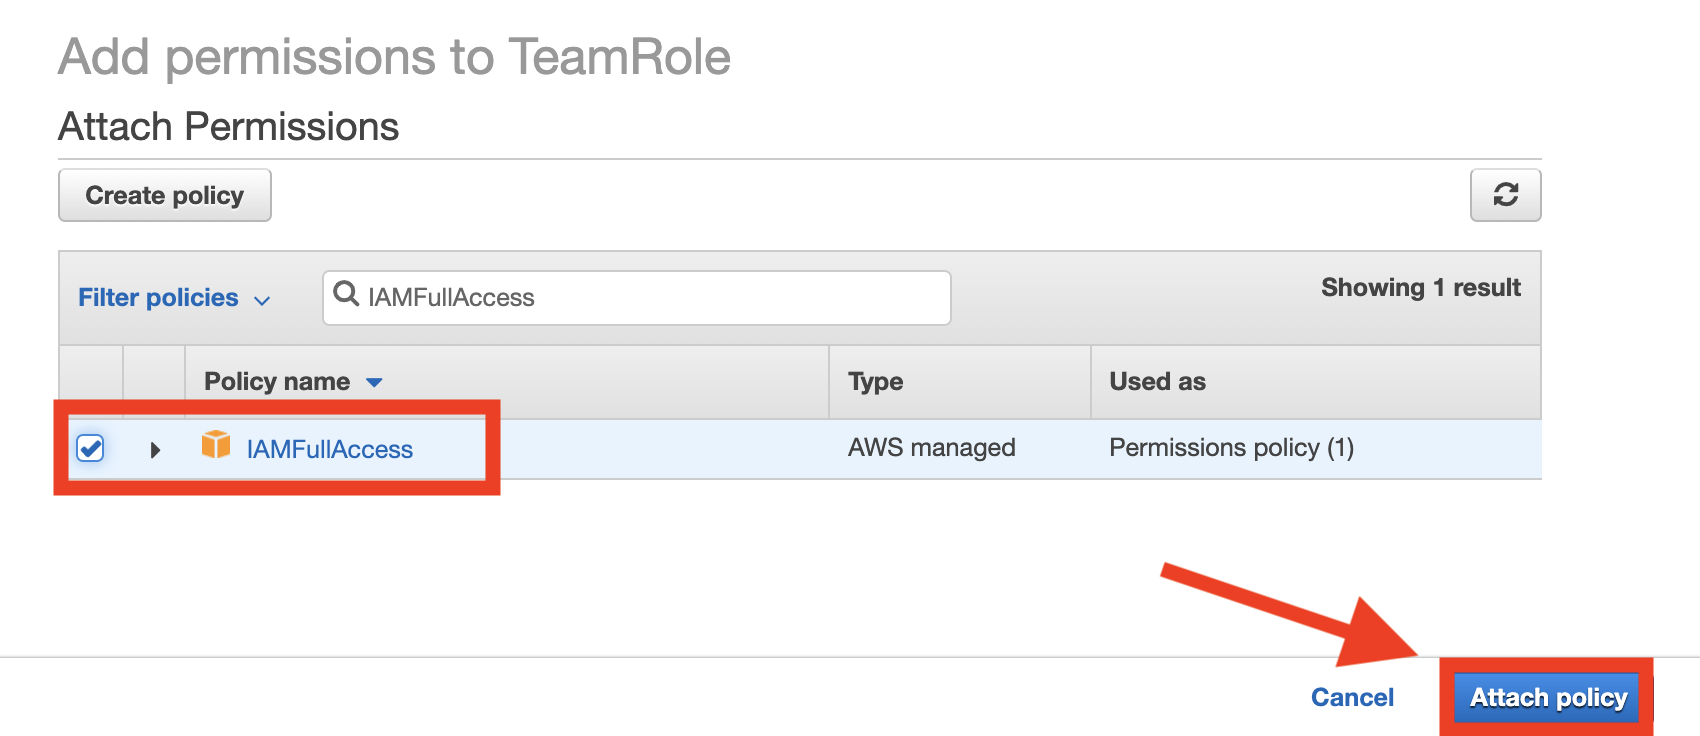 Add permissions to TeamRole
Attach Permissions
Create policy
Filter policies
IAMFullAccess
Showing 1 result
Policy name
Type
Used as
IAMFullAccess
AWS managed
Permissions policy (1)
Cancel
Attach policy